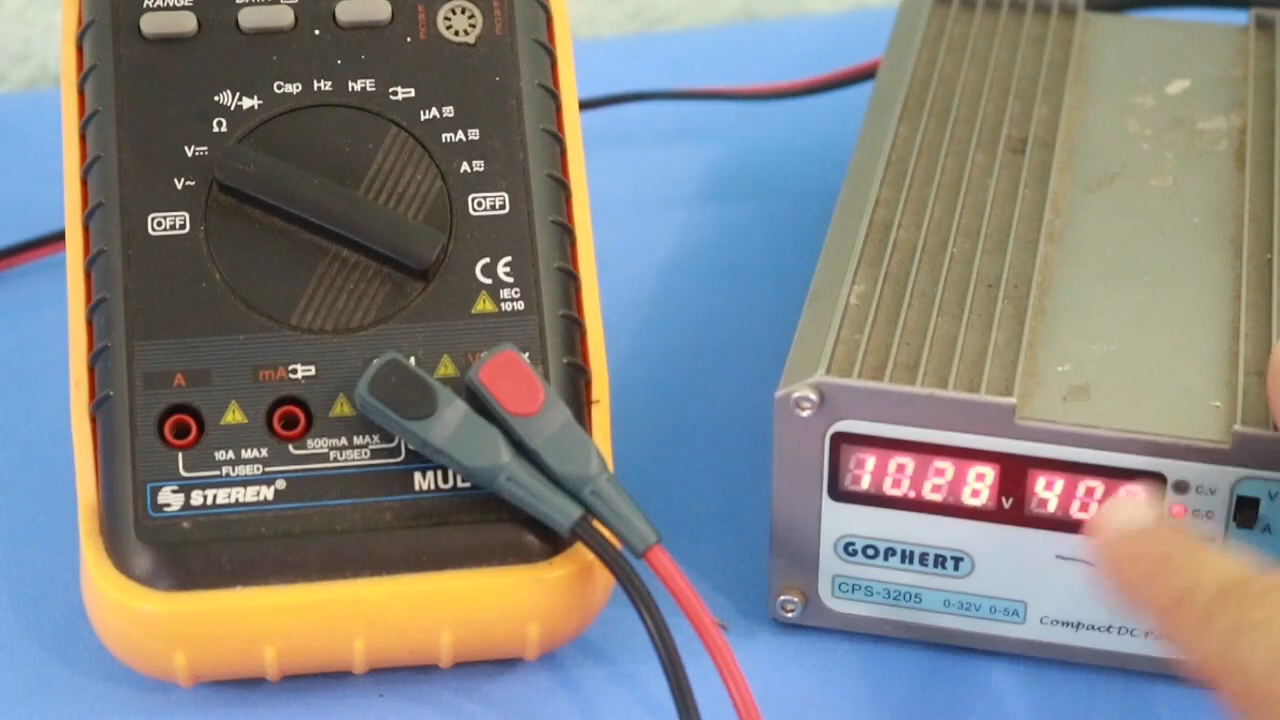 RANGE
Cap Hz hFE
Ω
µA
mA
V
A
V~
OFF
OFF
CE
IEC
1010
A
mA
10A MAX
FUSED
500mA MAX
FUSED
STEREN®
10.28 V
C.V
C.C
V
A
GOPHERT
CPS-3205 0-32V 0-5A
Compact DC